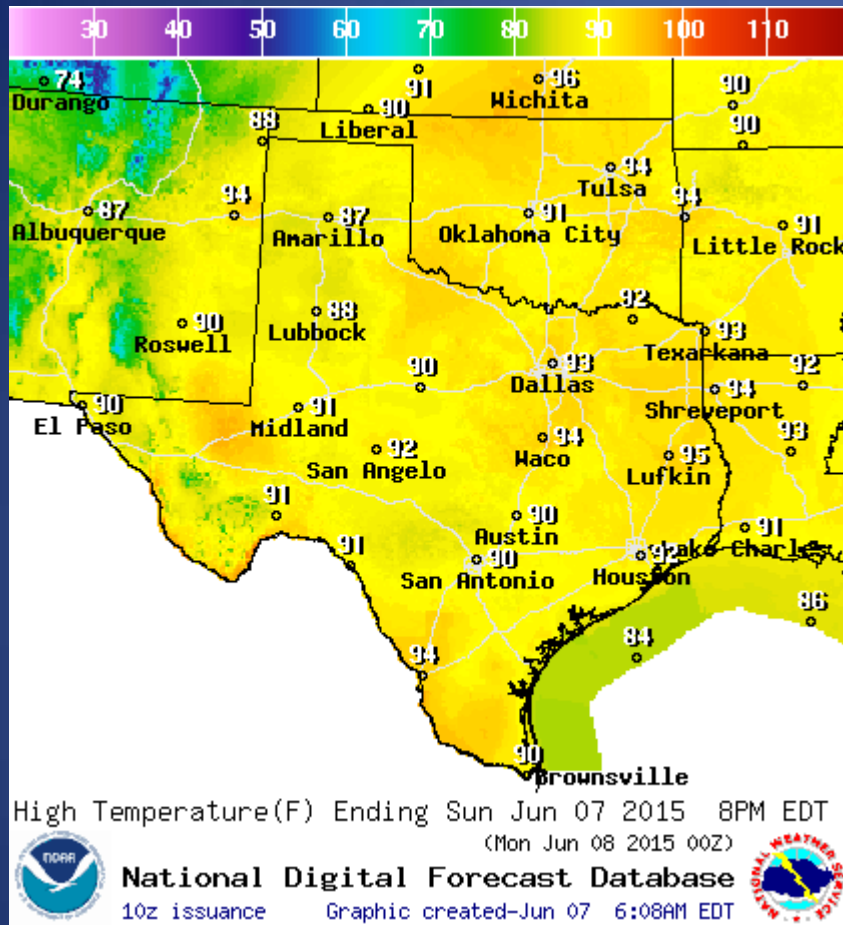 30 40 50 60 70 80 90 100 110
74
Durango
91
96
Wichita
90
90
Liberal
88
90
94
Tulsa
87
Albuquerque
94
87
Amarillo
91
Oklahoma City
94
91
Little Rock
90
Roswell
88
Lubbock
92
93
Texarkana
90
El Paso
91
Midland
90
93
Dallas
94
Shreveport
92
92
San Angelo
94
Waco
95
Lufkin
93
91
91
90
Austin
90
San Antonio
Houston
91
Lake Charles
94
84
86
90
Brownsville
High Temperature(F) Ending Sun Jun 07 2015 8PM EDT
(Mon Jun 08 2015 00Z)
National Digital Forecast Database
10z issuance Graphic created-Jun 07 6:08AM EDT
NOAA
NATIONAL WEATHER SERVICE